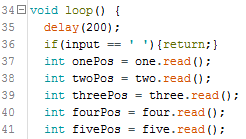 34 void loop() {
35 delay(200);
36 if(input == ' '){return;}
37 int onePos = one.read();
38 int twoPos = two.read();
39 int threePos = three.read();
40 int fourPos = four.read();
41 int fivePos = five.read();